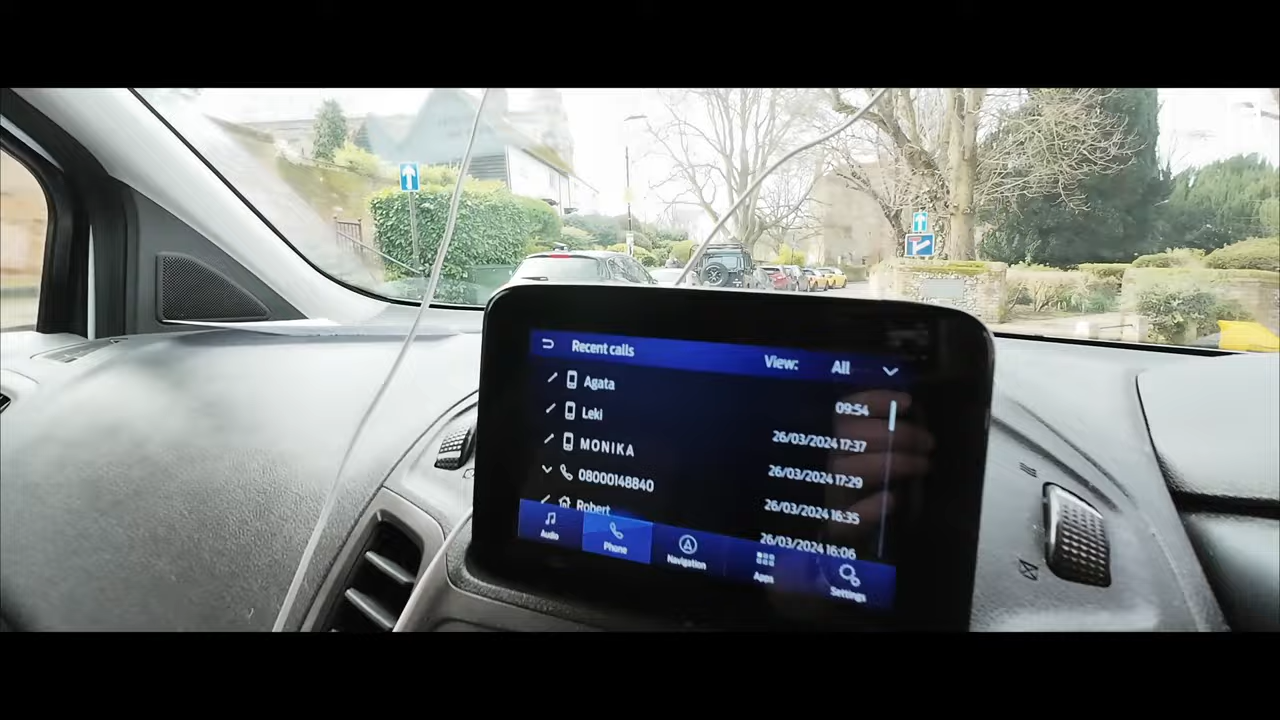 Recent calls View: All
Agata 09:54
Leki 26/03/2024 17:37
MONIKA 26/03/2024 17:29
08000148840 26/03/2024 16:35
Robert 26/03/2024 16:06
Audio Phone Navigation Apps Settings